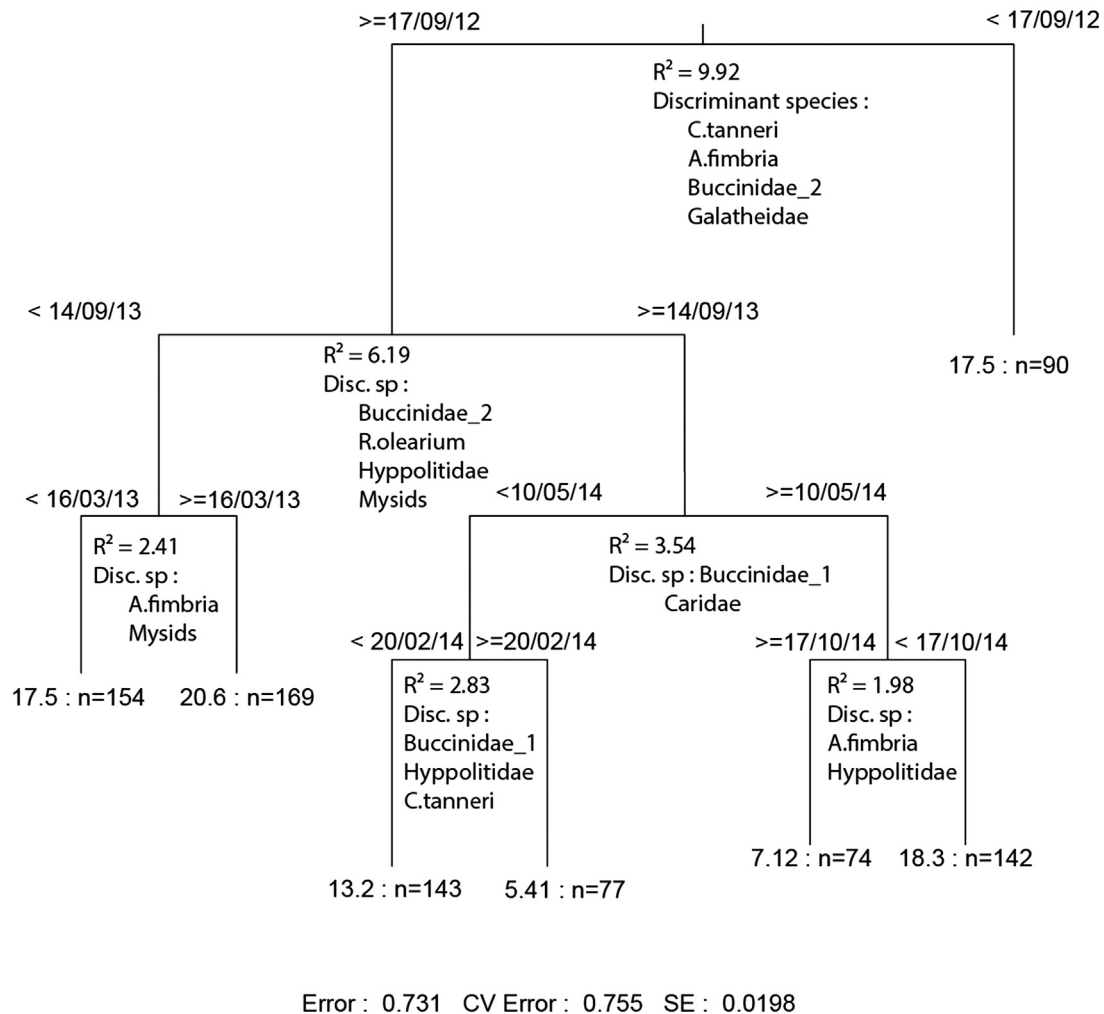 >=17/09/12
< 17/09/12
R² = 9.92
Discriminant species :
C.tanneri
A.fimbria
Buccinidae_2
Galatheidae
< 14/09/13
>=14/09/13
17.5 : n=90
R² = 6.19
Disc. sp :
Buccinidae_2
R.olearium
Hyppolitidae
Mysids
< 16/03/13
>=16/03/13
<10/05/14
>=10/05/14
R² = 2.41
Disc. sp :
A.fimbria
Mysids
R² = 3.54
Disc. sp : Buccinidae_1
Caridae
< 20/02/14
>=20/02/14
>=17/10/14
< 17/10/14
17.5 : n=154
20.6 : n=169
R² = 2.83
Disc. sp :
Buccinidae_1
Hyppolitidae
C.tanneri
R² = 1.98
Disc. sp :
A.fimbria
Hyppolitidae
7.12 : n=74
18.3 : n=142
13.2 : n=143
5.41 : n=77
Error : 0.731 CV Error : 0.755 SE : 0.0198